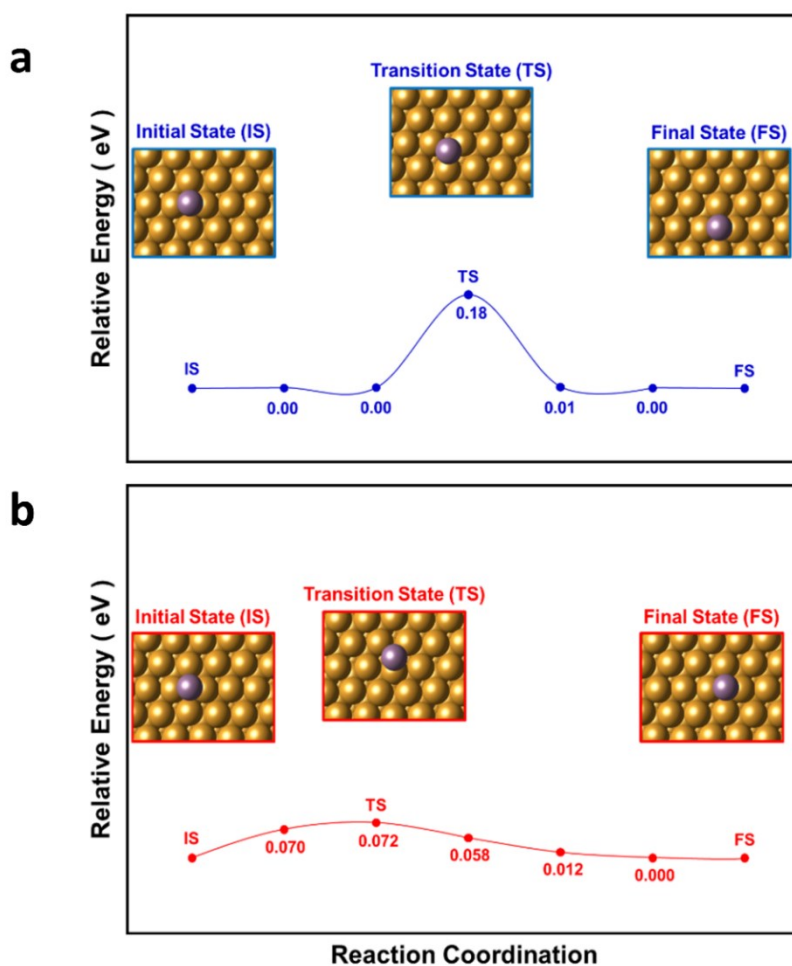 a
Transition State (TS)
Initial State (IS)
Final State (FS)
Relative Energy ( eV )
TS
0.18
IS
FS
0.00
0.00
0.01
0.00
b
Transition State (TS)
Initial State (IS)
Final State (FS)
Relative Energy ( eV )
TS
IS
FS
0.070
0.072
0.058
0.012
0.000
Reaction Coordination